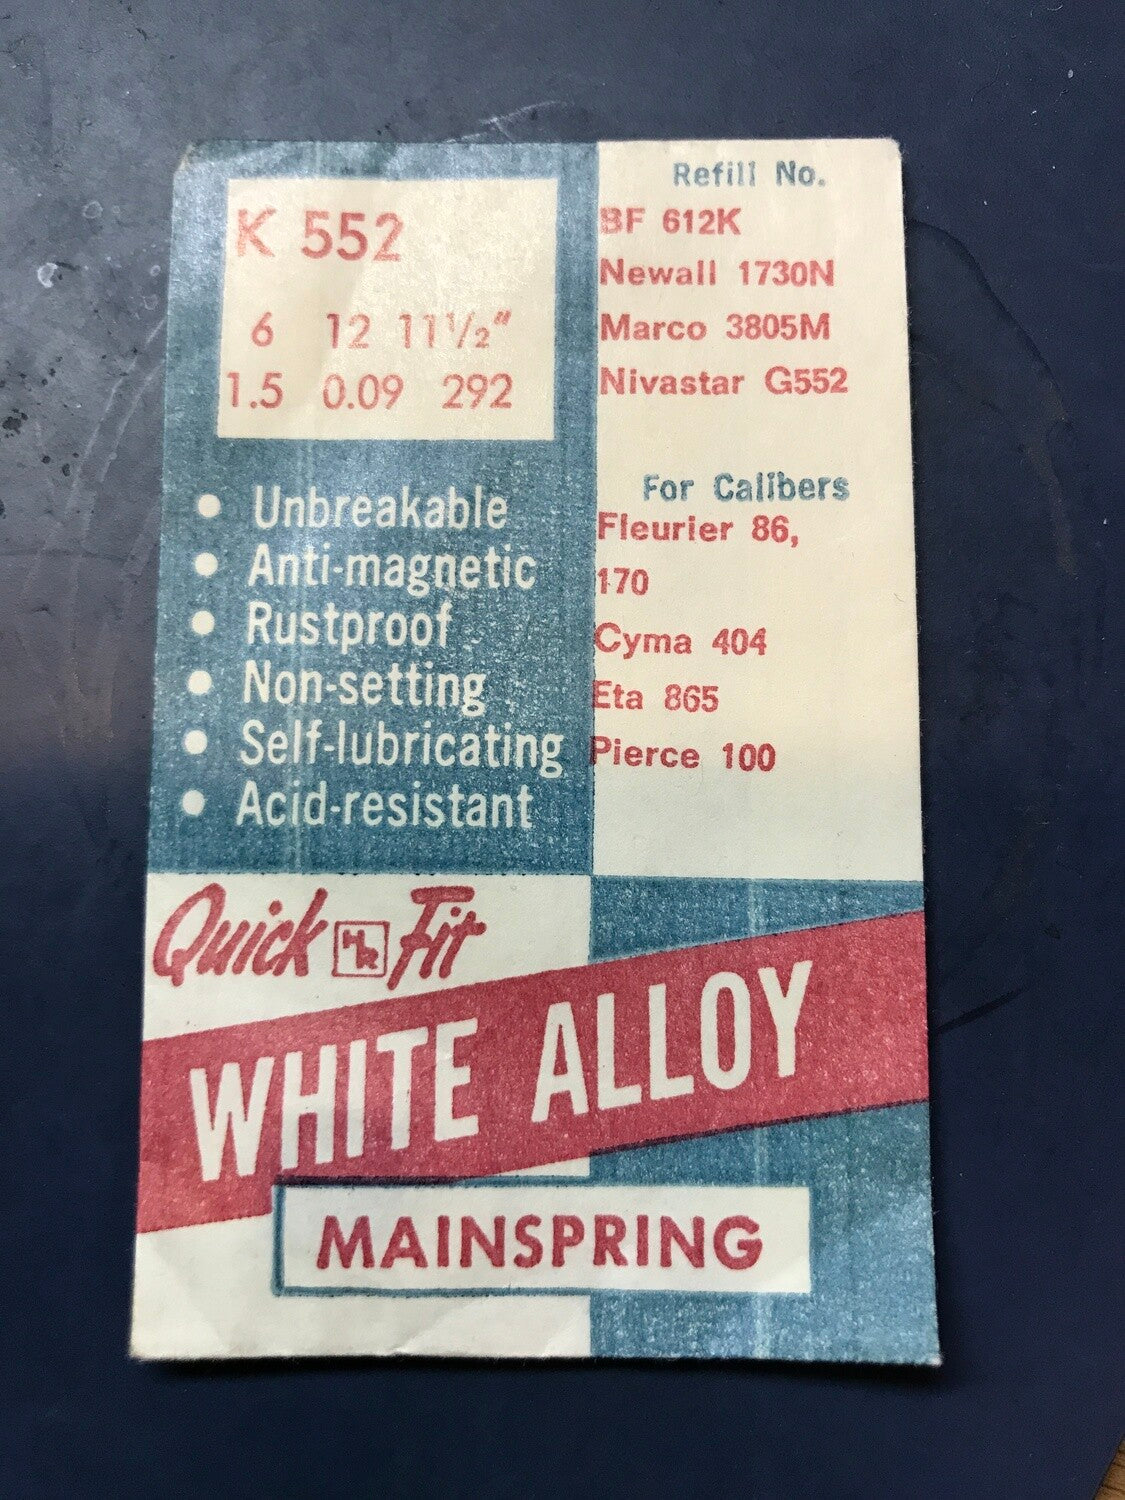 K 552
6 12 11½"
1.5 0.09 292
• Unbreakable
• Anti-magnetic
• Rustproof
• Non-setting
• Self-lubricating
• Acid-resistant
Refill No.
BF 612K
Newall 1730N
Marco 3805M
Nivastar G552
For Calibers
Fleurier 86,
170
Cyma 404
Eta 865
Pierce 100
Quick HR Fit
WHITE ALLOY
MAINSPRING